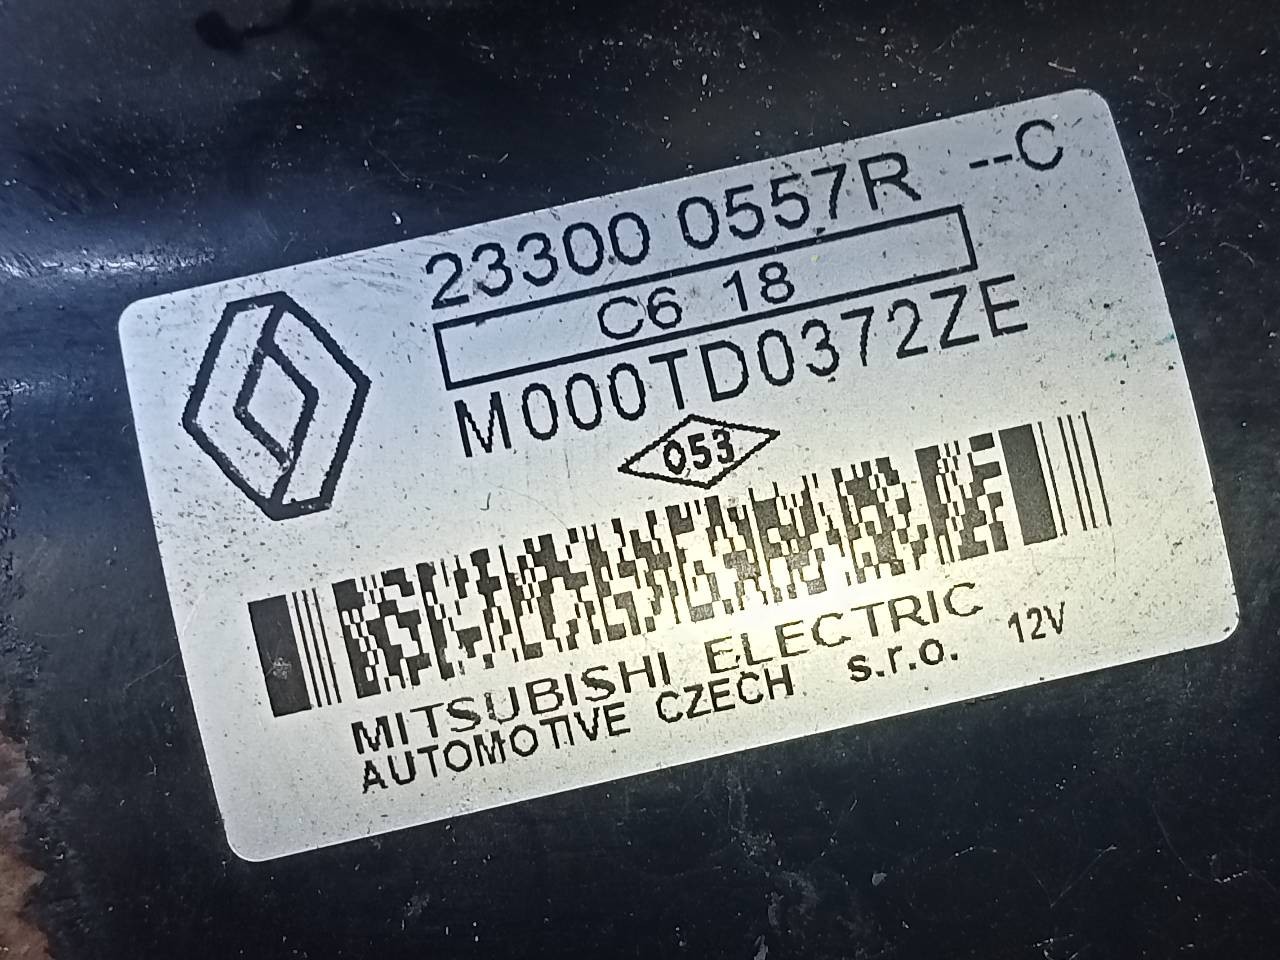 23300 0557R --C
C6 18
M000TD0372ZE
053
MITSUBISHI ELECTRIC
AUTOMOTIVE CZECH s.r.o. 12V